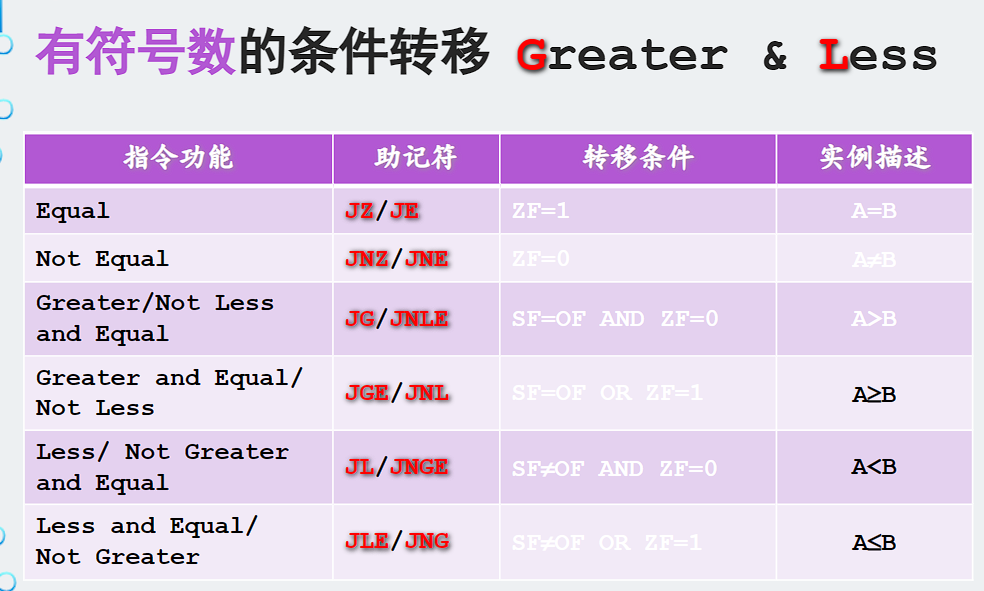 有符号数的条件转移 Greater & Less
指令功能 助记符 转移条件 实例描述
Equal JZ/JE ZF=1 A=B
Not Equal JNZ/JNE ZF=0 A≠B
Greater/Not Less
and Equal JG/JNLE SF=OF AND ZF=0 A>B
Greater and Equal/
Not Less JGE/JNL SF=OF OR ZF=1 A≥B
Less/ Not Greater
and Equal JL/JNGE SF≠OF AND ZF=0 A<B
Less and Equal/
Not Greater JLE/JNG SF≠OF OR ZF=1 A≤B